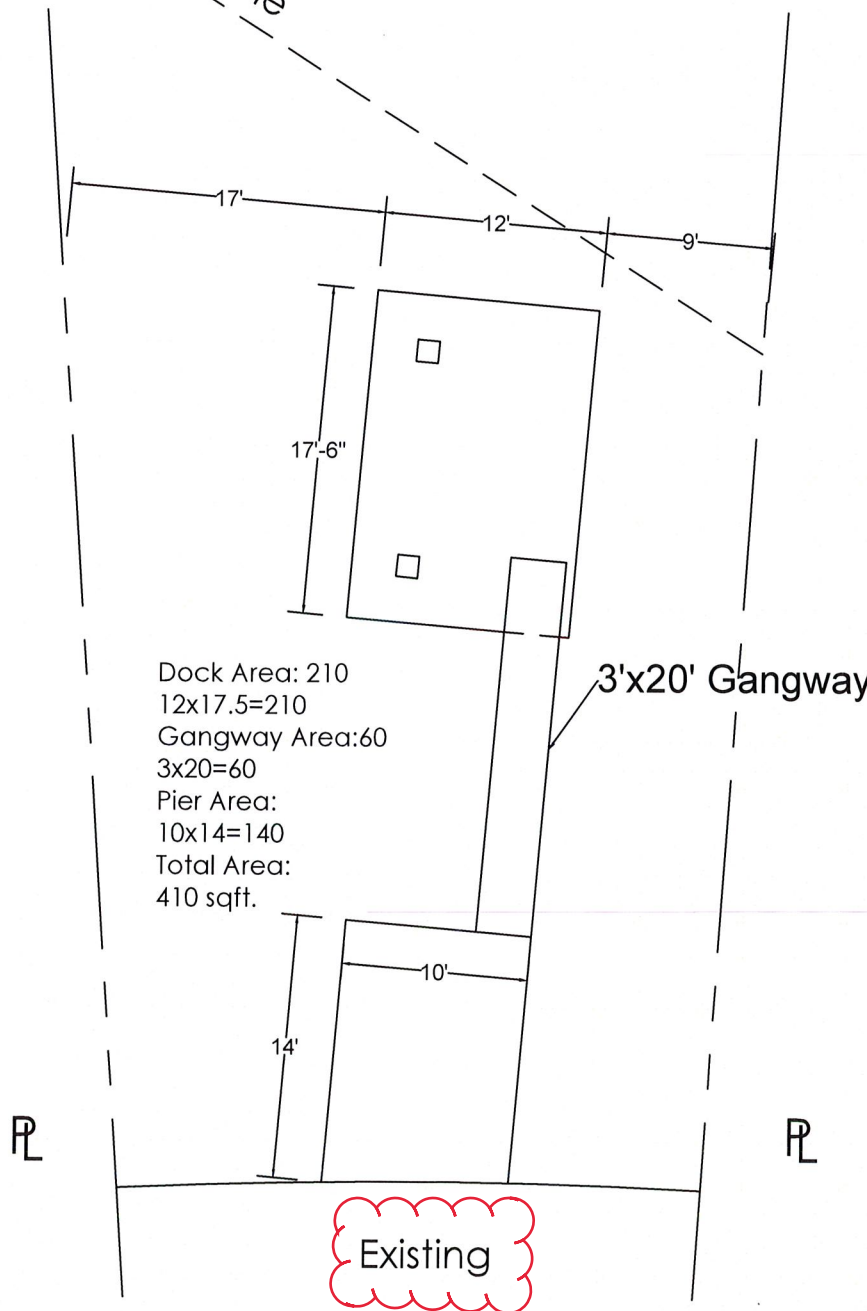 17'
12'
9'
17'-6"
Dock Area: 210
12x17.5=210
Gangway Area:60
3x20=60
Pier Area:
10x14=140
Total Area:
410 sqft.
3'x20' Gangway
10'
14'
PL
PL
Existing